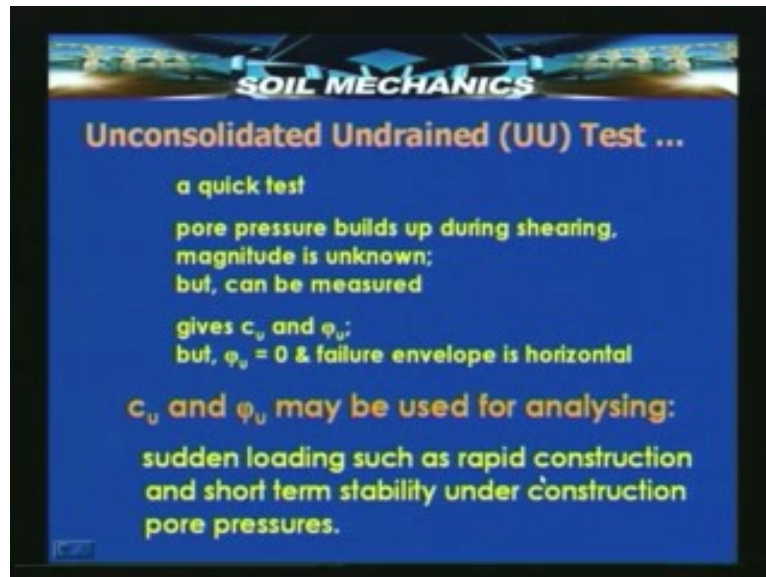 SOIL MECHANICS
Unconsolidated Undrained (UU) Test ...
a quick test
pore pressure builds up during shearing,
magnitude is unknown;
but, can be measured
gives cᵤ and φᵤ;
but, φᵤ = 0 & failure envelope is horizontal
cᵤ and φᵤ may be used for analysing:
sudden loading such as rapid construction
and short term stability under construction
pore pressures.